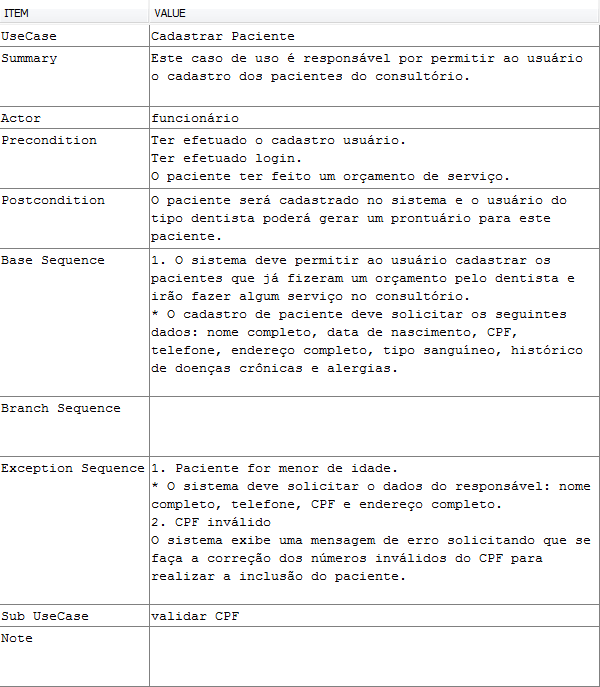 ITEM VALUE
UseCase Cadastrar Paciente
Summary Este caso de uso é responsável por permitir ao usuário
o cadastro dos pacientes do consultório.
Actor funcionário
Precondition Ter efetuado o cadastro usuário.
Ter efetuado login.
O paciente ter feito um orçamento de serviço.
Postcondition O paciente será cadastrado no sistema e o usuário do
tipo dentista poderá gerar um prontuário para este
paciente.
Base Sequence 1. O sistema deve permitir ao usuário cadastrar os
pacientes que já fizeram um orçamento pelo dentista e
irão fazer algum serviço no consultório.
* O cadastro de paciente deve solicitar os seguintes
dados: nome completo, data de nascimento, CPF,
telefone, endereço completo, tipo sanguíneo, histórico
de doenças crônicas e alergias.
Branch Sequence
Exception Sequence 1. Paciente for menor de idade.
* O sistema deve solicitar o dados do responsável: nome
completo, telefone, CPF e endereço completo.
2. CPF inválido
O sistema exibe uma mensagem de erro solicitando que se
faça a correção dos números inválidos do CPF para
realizar a inclusão do paciente.
Sub UseCase validar CPF
Note